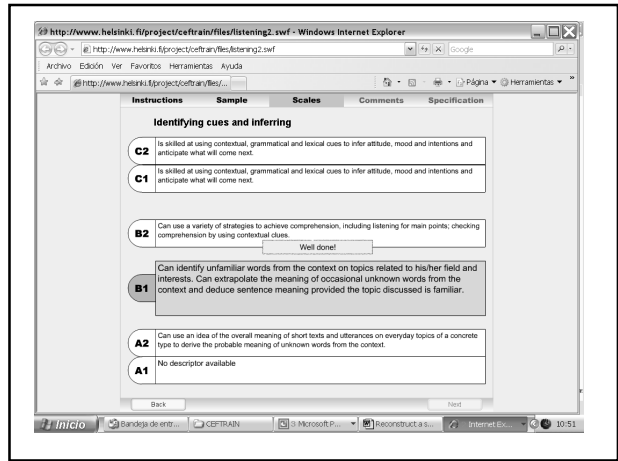 http://www.helsinki.fi/project/ceftrain/files/listening2.swf - Windows Internet Explorer
http://www.helsinki.fi/project/ceftrain/files/listening2.swf
Google
Archivo Edición Ver Favoritos Herramientas Ayuda
http://www.helsinki.fi/project/ceftrain/files/...
Página
Herramientas
Instructions Sample Scales Comments Specification
Identifying cues and inferring
C2
Is skilled at using contextual, grammatical and lexical cues to infer attitude, mood and intentions and
anticipate what will come next.
C1
Is skilled at using contextual, grammatical and lexical cues to infer attitude, mood and intentions and
anticipate what will come next.
B2
Can use a variety of strategies to achieve comprehension, including listening for main points; checking
comprehension by using contextual clues.
Well done!
B1
Can identify unfamiliar words from the context on topics related to his/her field and
interests. Can extrapolate the meaning of occasional unknown words from the
context and deduce sentence meaning provided the topic discussed is familiar.
A2
Can use an idea of the overall meaning of short texts and utterances on everyday topics of a concrete
type to derive the probable meaning of unknown words from the context.
A1
No descriptor available
Back
Next
Inicio
Bandeja de entr...
CEFTRAIN
3 Microsoft P...
Reconstruct a s...
Internet Ex...
10:51